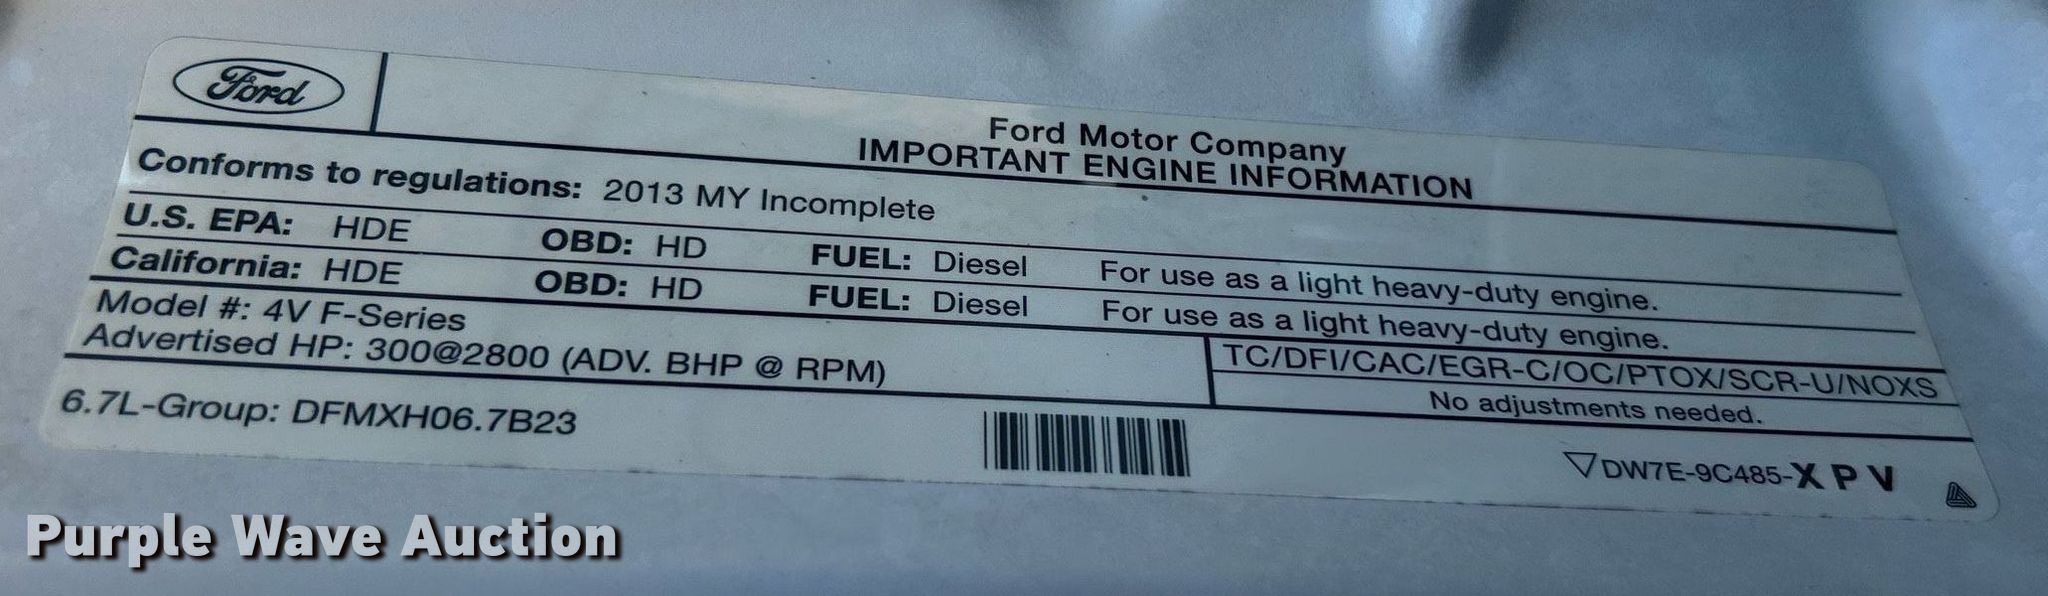 Ford
Ford Motor Company
IMPORTANT ENGINE INFORMATION
Conforms to regulations: 2013 MY Incomplete
U.S. EPA: HDE OBD: HD FUEL: Diesel For use as a light heavy-duty engine.
California: HDE OBD: HD FUEL: Diesel For use as a light heavy-duty engine.
Model #: 4V F-Series
Advertised HP: 300@2800 (ADV. BHP @ RPM)
TC/DFI/CAC/EGR-C/OC/PTOX/SCR-U/NOXS
No adjustments needed.
6.7L-Group: DFMXH06.7B23
▽DW7E-9C485-X P V
Purple Wave Auction